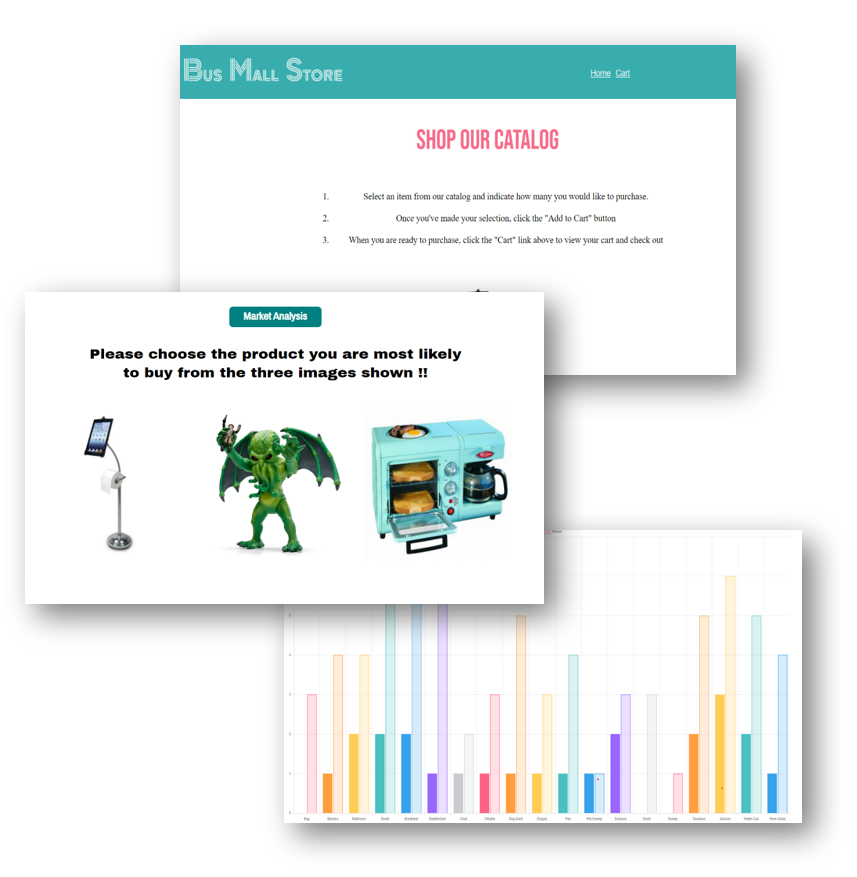 Bus Mall Store
Home Cart
SHOP OUR CATALOG
1. Select an item from our catalog and indicate how many you would like to purchase.
2. Once you've made your selection, click the "Add to Cart" button
3. When you are ready to purchase, click the "Cart" link above to view your cart and check out
Market Analysis
Please choose the product you are most likely
to buy from the three images shown !!
Bag Banana Bathroom Boots Breakfast Bubblegum Chair Cthulhu Dog-Duck Dragon Pen Pet-Sweep Scissors Shark Sweep Tauntaun Unicorn Water-Can Wine-Glass